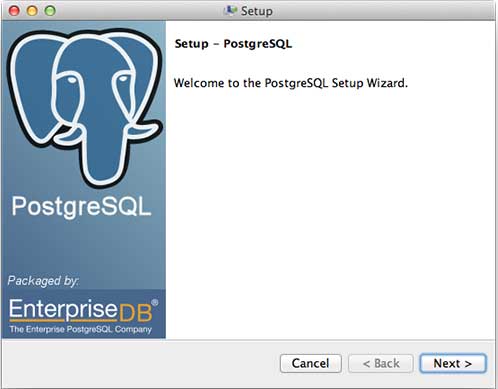 Setup
Setup - PostgreSQL
Welcome to the PostgreSQL Setup Wizard.
PostgreSQL
Packaged by:
EnterpriseDB®
The Enterprise PostgreSQL Company
Cancel
< Back
Next >